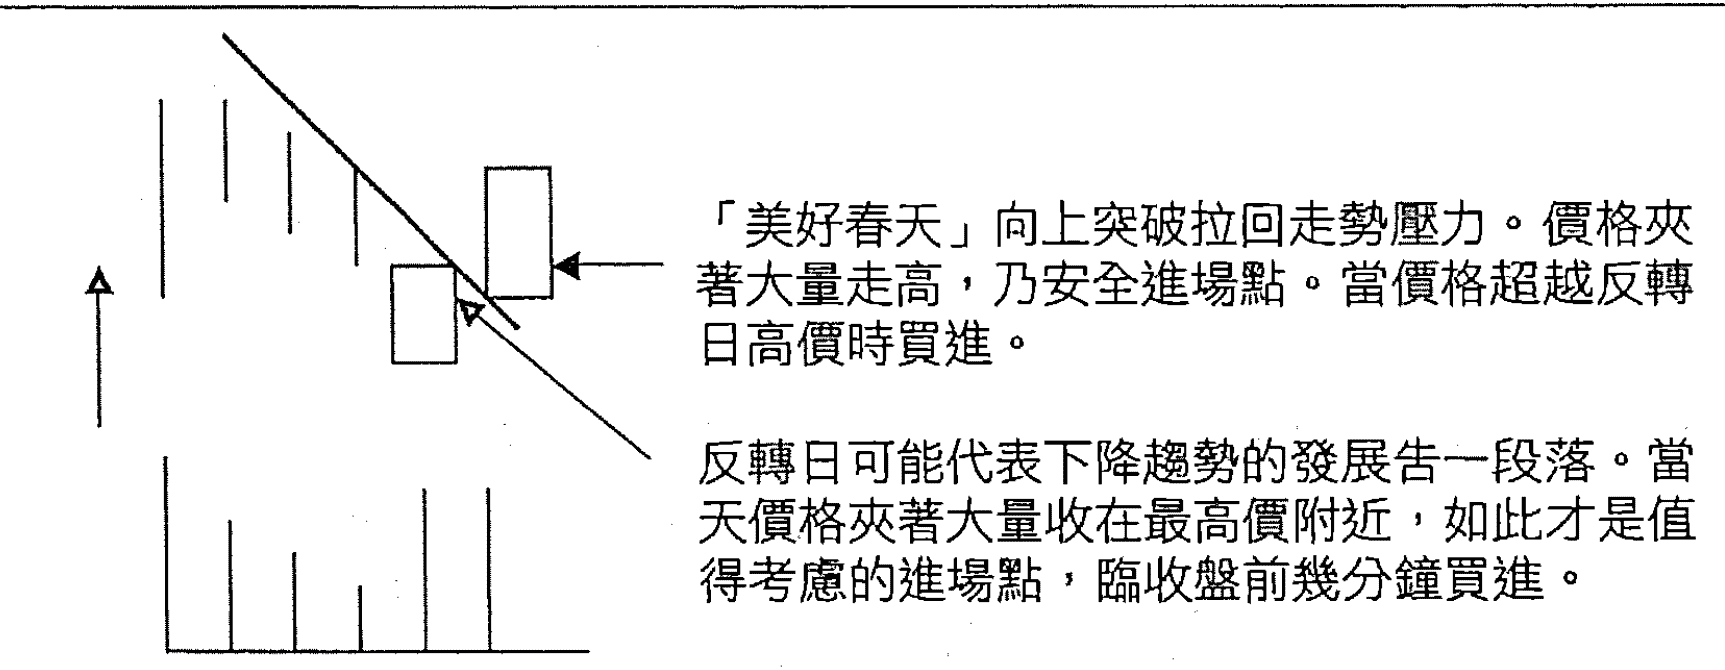 「美好春天」向上突破拉回走勢壓力。價格夾
著大量走高，乃安全進場點。當價格超越反轉
日高價時買進。
反轉日可能代表下降趨勢的發展告一段落。當
天價格夾著大量收在最高價附近，如此才是值
得考慮的進場點，臨收盤前幾分鐘買進。